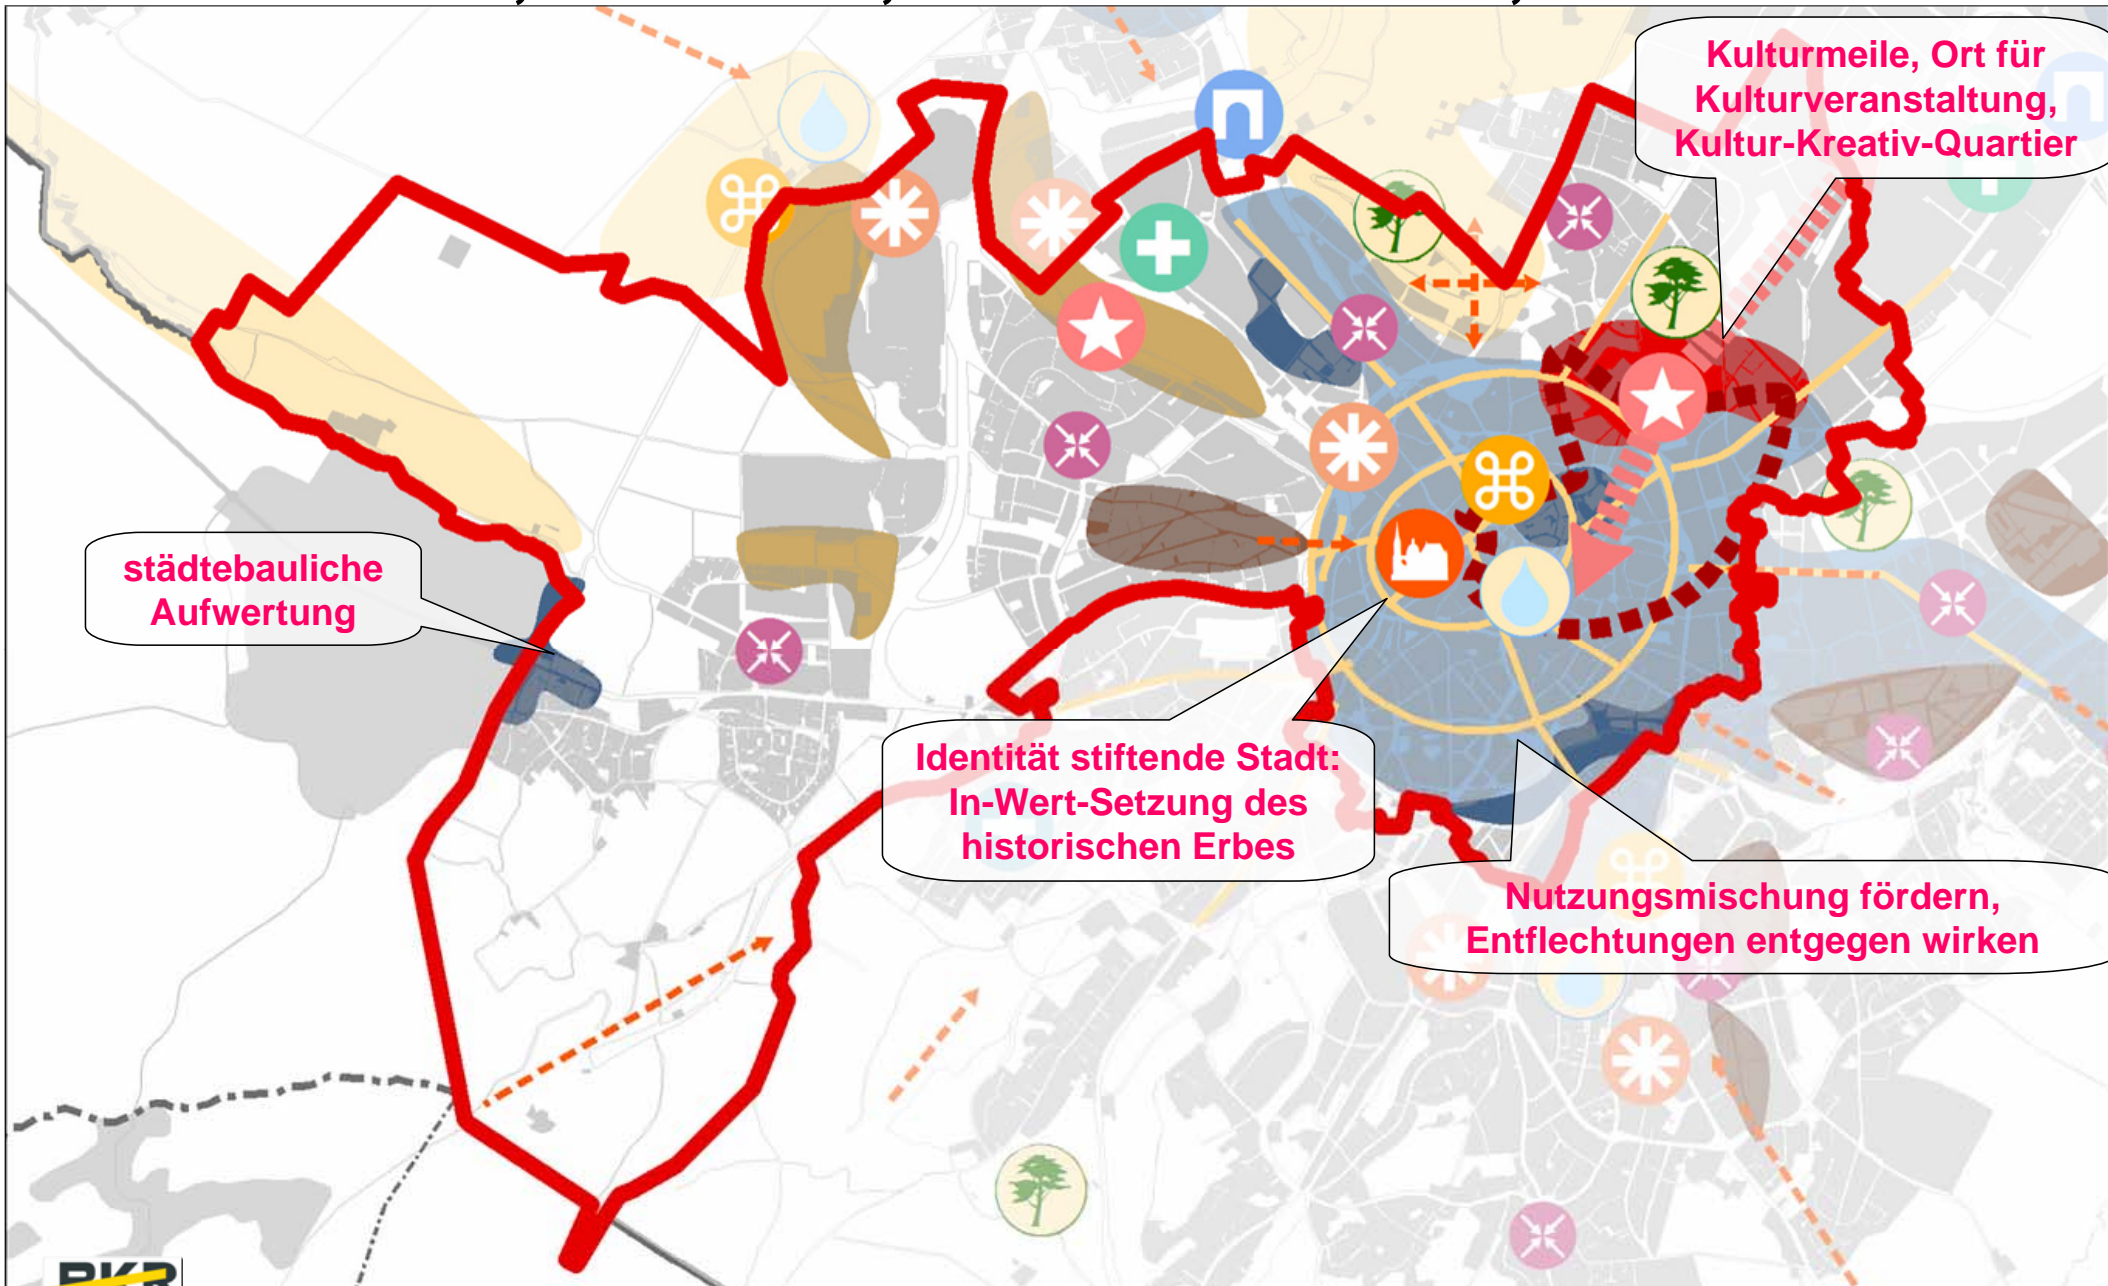 Kulturmeile, Ort für
Kulturveranstaltung,
Kultur-Kreativ-Quartier
städtebauliche
Aufwertung
Identität stiftende Stadt:
In-Wert-Setzung des
historischen Erbes
Nutzungsmischung fördern,
Entflechtungen entgegen wirken
BKR